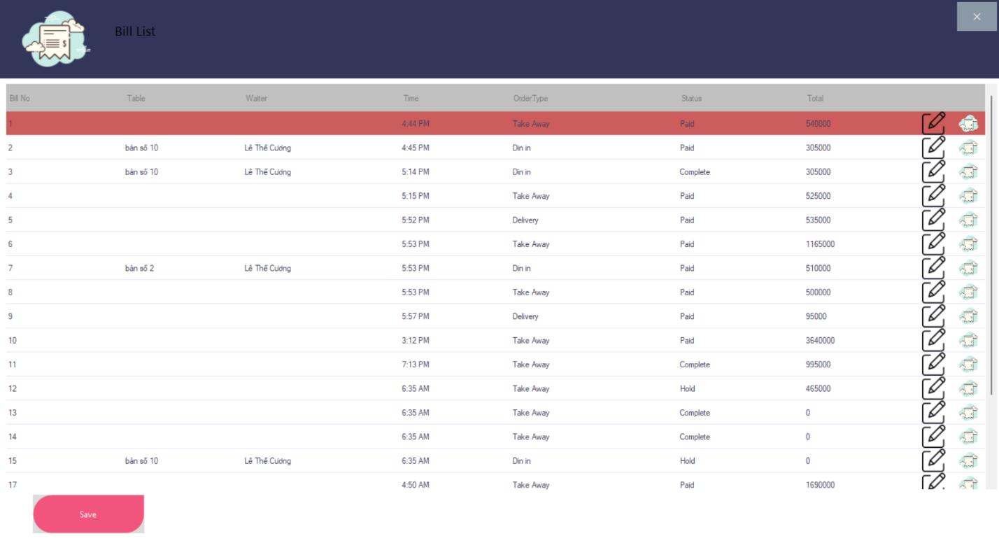 Bill List
Bill No Table Waiter Time OrderType Status Total
1 4:44 PM Take Away Paid 540000
2 bàn số 10 Lê Thế Cương 4:45 PM Din in Paid 305000
3 bàn số 10 Lê Thế Cương 5:14 PM Din in Complete 305000
4 5:15 PM Take Away Paid 525000
5 5:52 PM Delivery Paid 535000
6 5:53 PM Take Away Paid 1165000
7 bàn số 2 Lê Thế Cương 5:53 PM Din in Paid 510000
8 5:53 PM Take Away Paid 500000
9 5:57 PM Delivery Paid 95000
10 3:12 PM Take Away Paid 3640000
11 7:13 PM Take Away Complete 995000
12 6:35 AM Take Away Hold 465000
13 6:35 AM Take Away Complete 0
14 6:35 AM Take Away Complete 0
15 bàn số 10 Lê Thế Cương 6:35 AM Din in Hold 0
17 4:50 AM Take Away Paid 1690000
Save